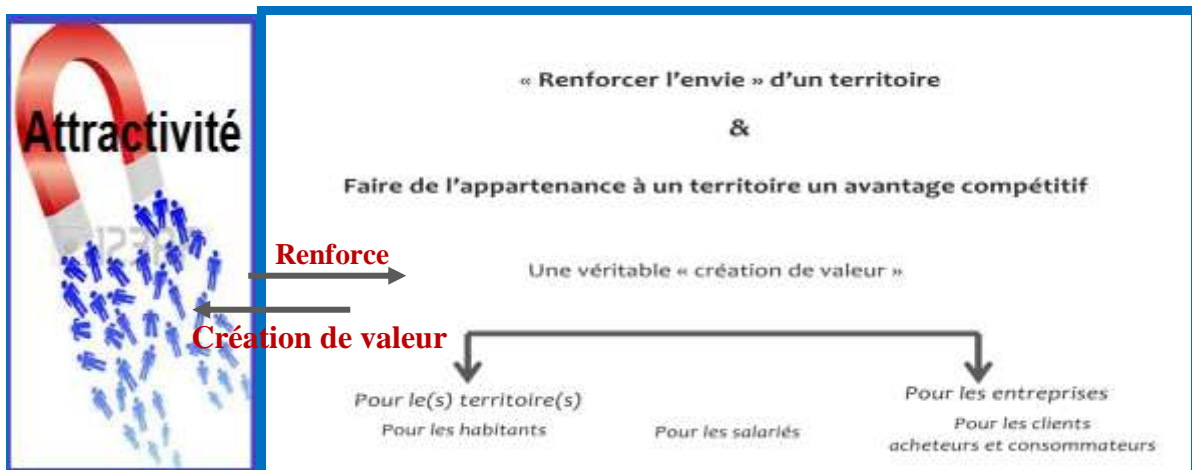 Attractivité
« Renforcer l'envie » d'un territoire
&
Faire de l'appartenance à un territoire un avantage compétitif
Renforce
Une véritable « création de valeur »
Création de valeur
Pour le(s) territoire(s)
Pour les habitants
Pour les salariés
Pour les entreprises
Pour les clients
acheteurs et consommateurs